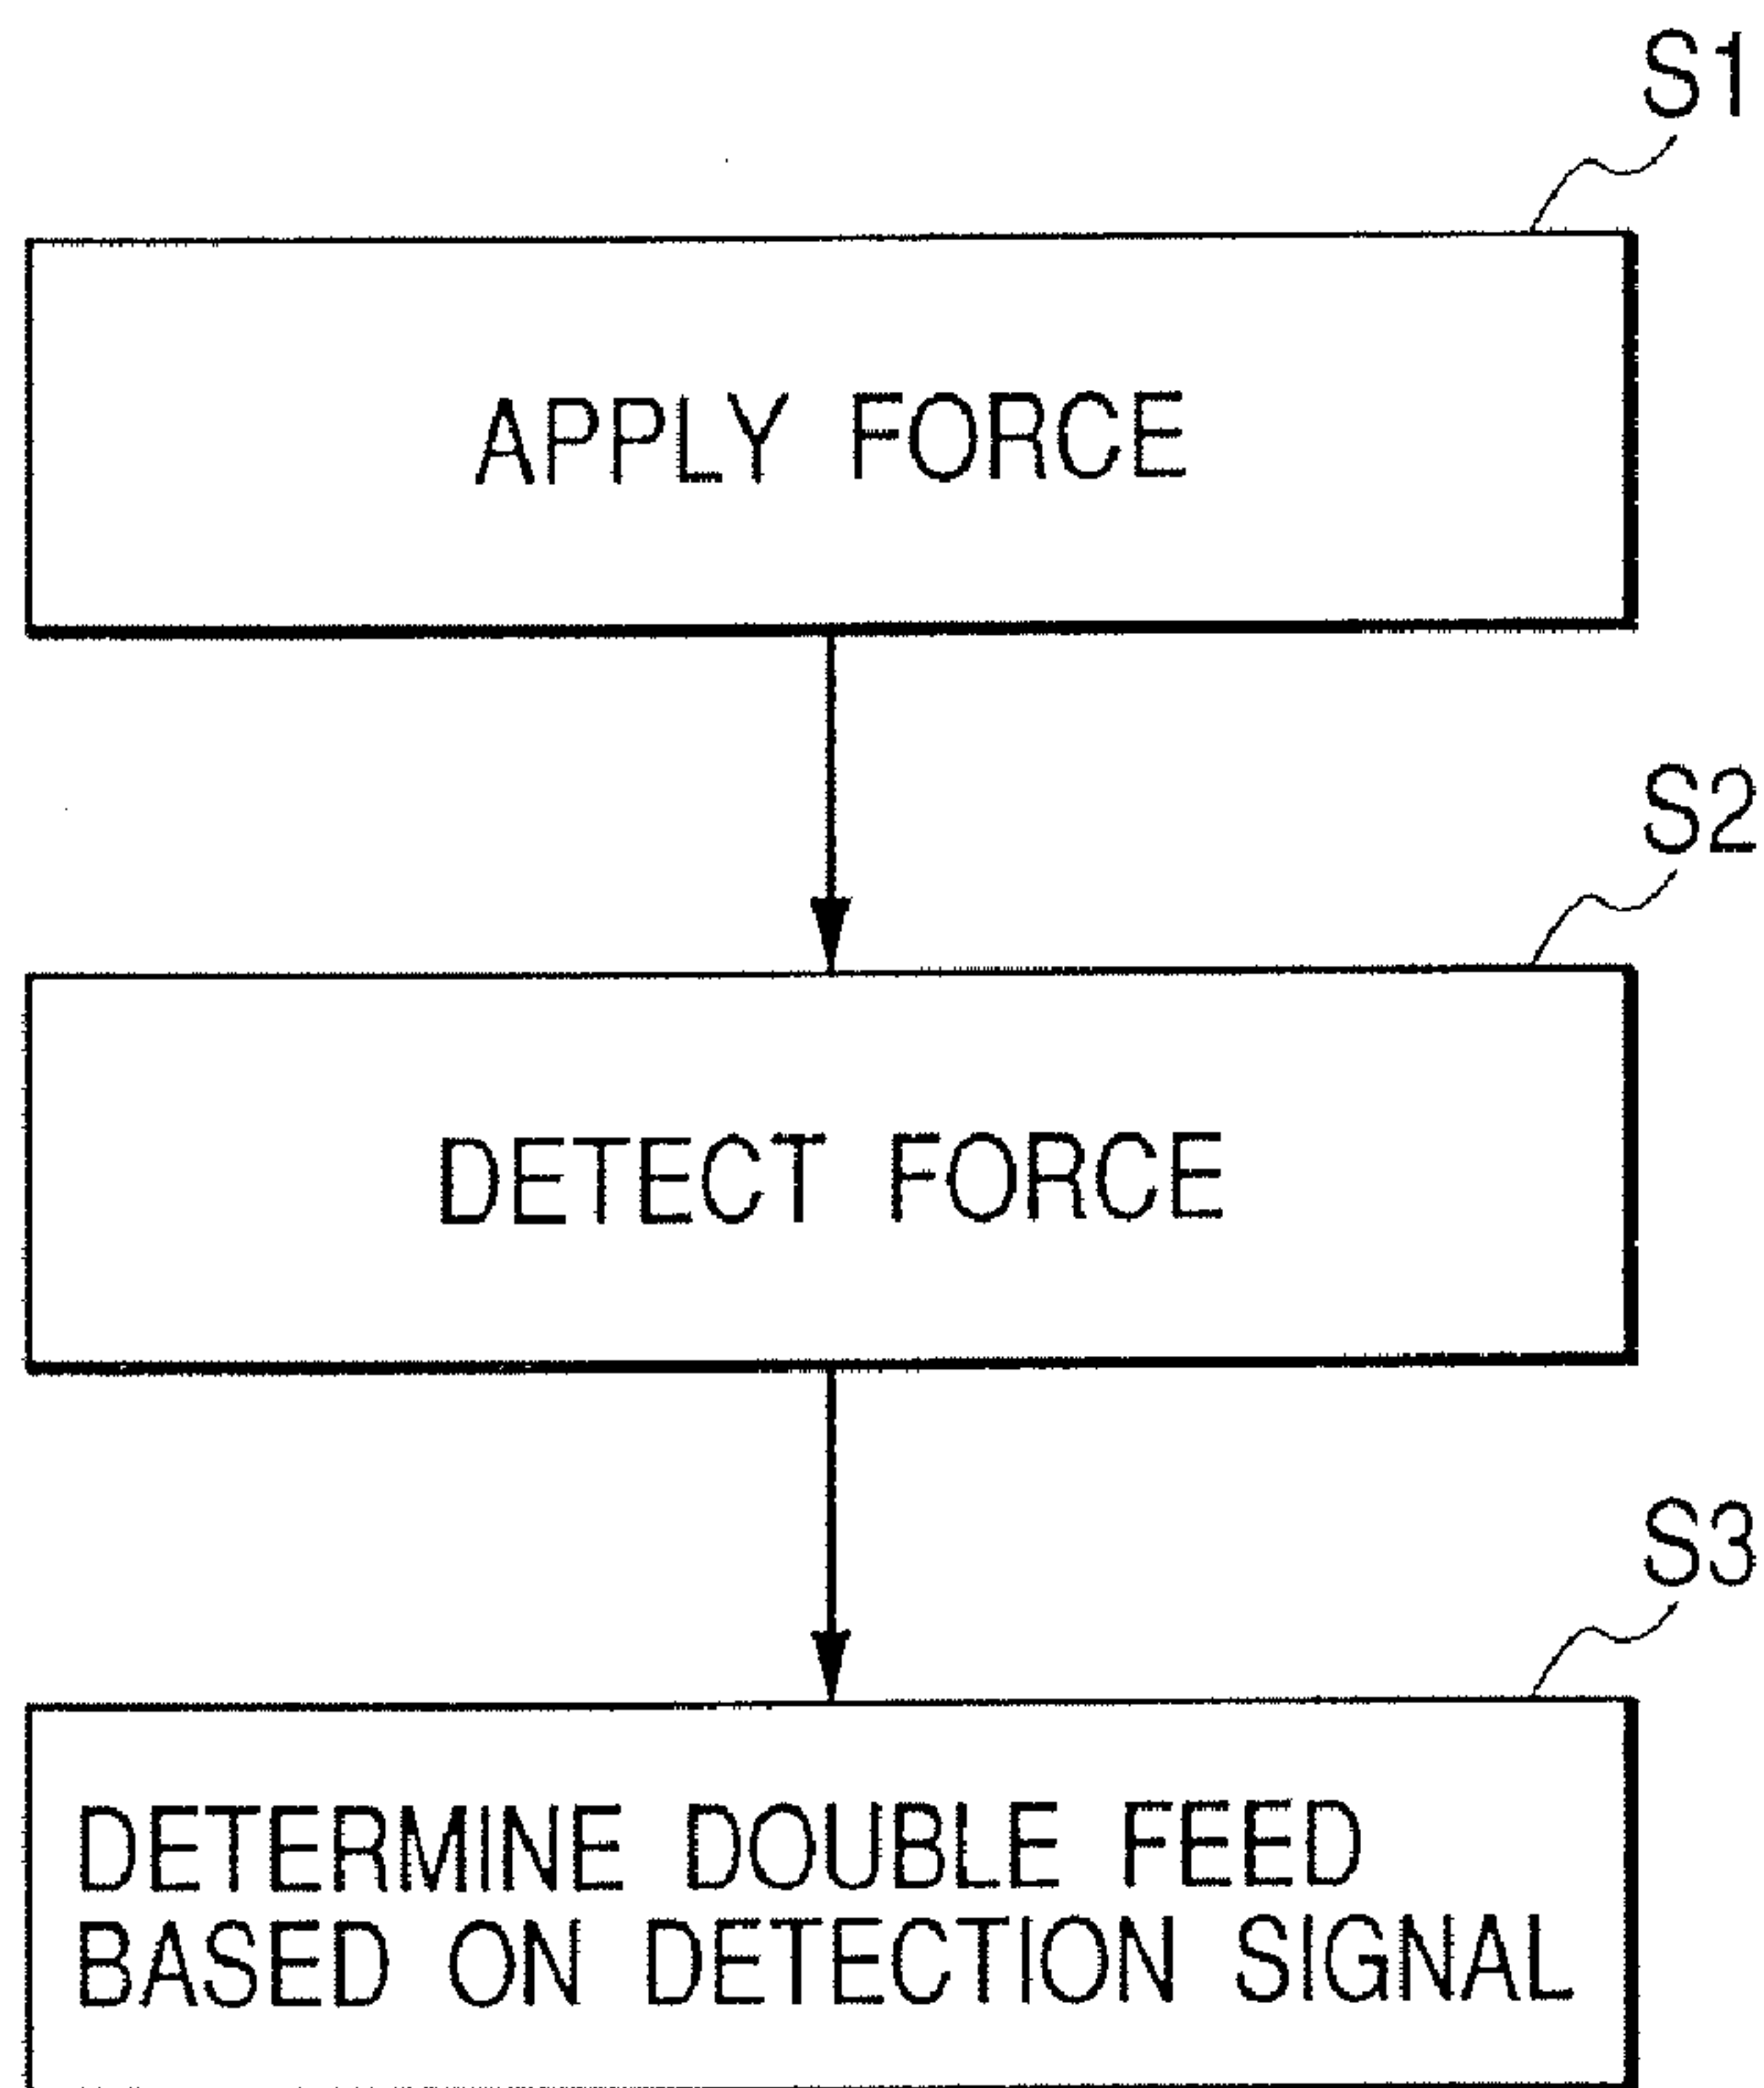 S1
APPLY FORCE
S2
DETECT FORCE
S3
DETERMINE DOUBLE FEED
BASED ON DETECTION SIGNAL